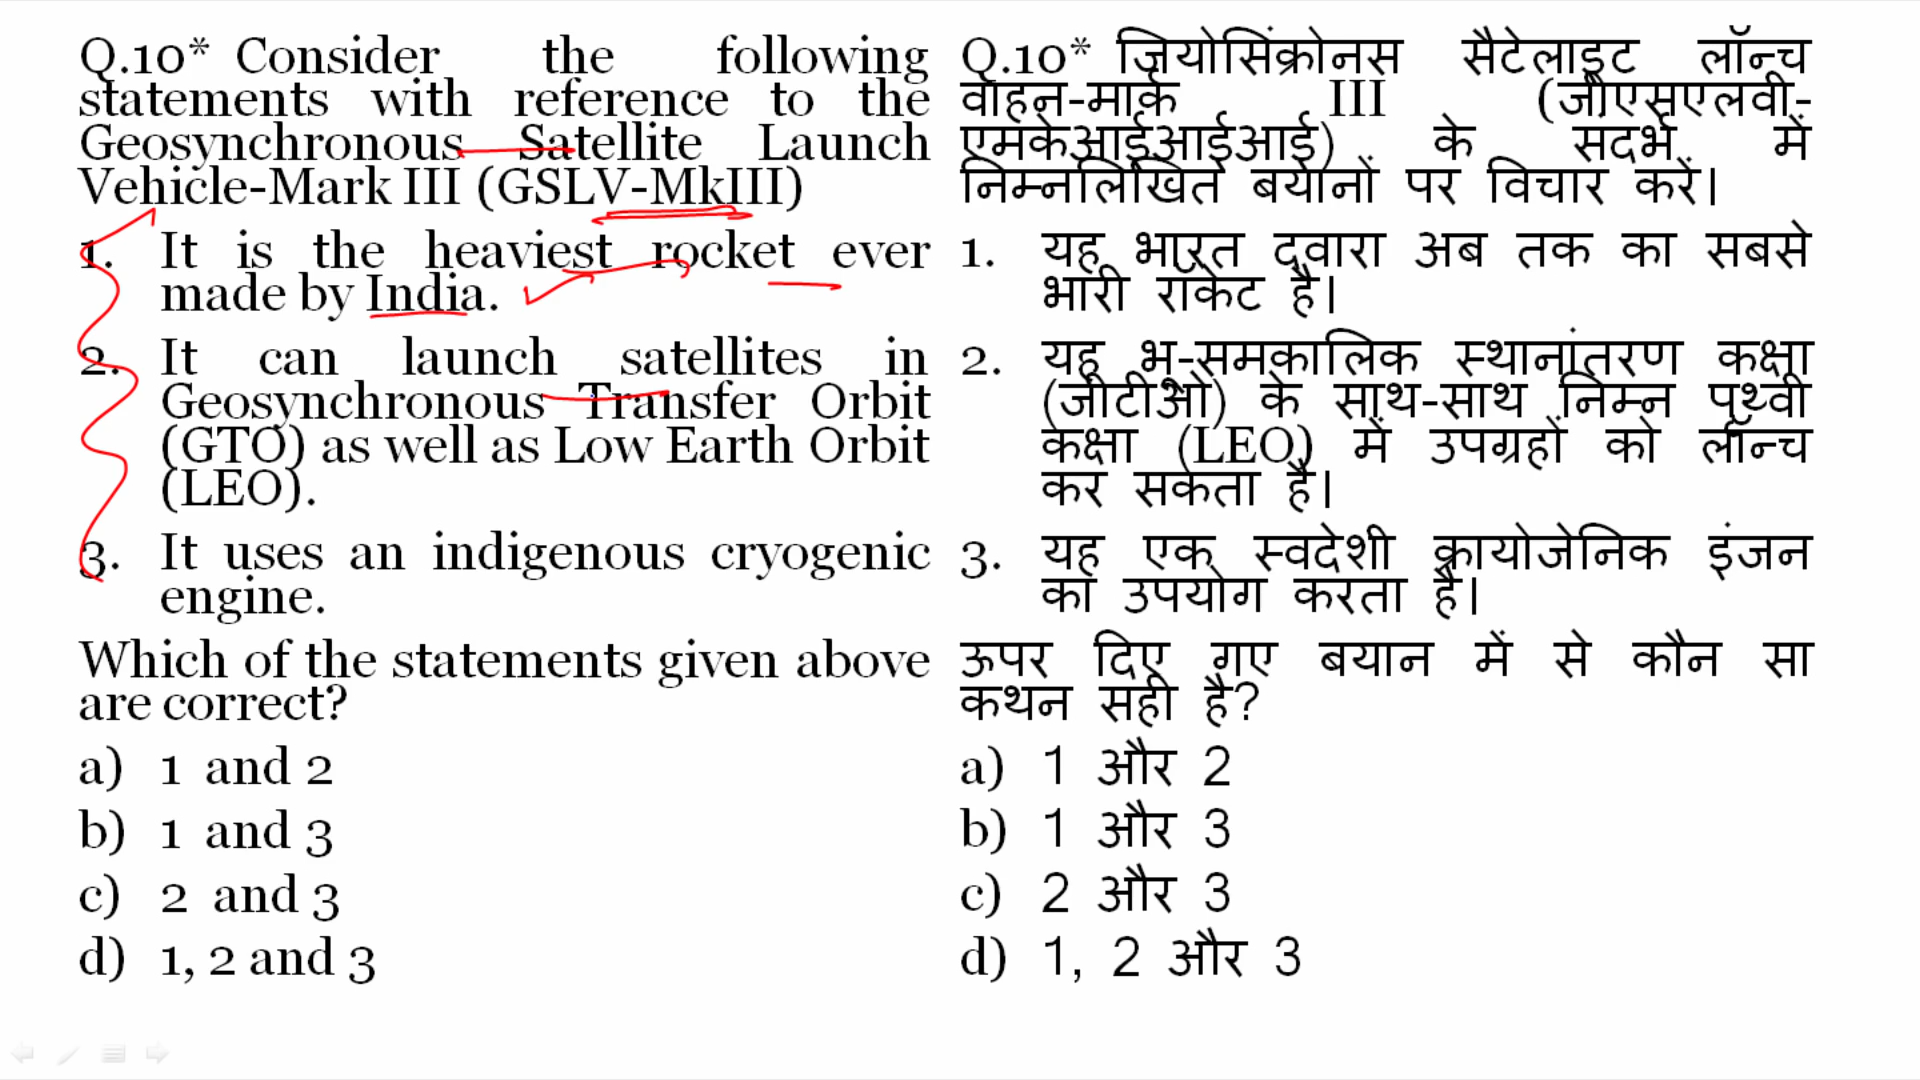 Q.10* Consider the following
statements with reference to the
Geosynchronous Satellite Launch
Vehicle-Mark III (GSLV-MkIII)
1. It is the heaviest rocket ever
made by India.
2. It can launch satellites in
Geosynchronous Transfer Orbit
(GTO) as well as Low Earth Orbit
(LEO).
3. It uses an indigenous cryogenic
engine.
Which of the statements given above
are correct?
a) 1 and 2
b) 1 and 3
c) 2 and 3
d) 1, 2 and 3
Q.10* जियोसिंक्रोनस सैटेलाइट लॉन्च
वाहन-मार्क III (जीएसएलवी-
एमकेआईआईआई) के संदर्भ में
निम्नलिखित बयानों पर विचार करें।
1. यह भारत द्वारा अब तक का सबसे
भारी रॉकेट है।
2. यह भू-समकालिक स्थानांतरण कक्षा
(जीटीओ) के साथ-साथ निम्न पृथ्वी
कक्षा (LEO) में उपग्रहों को लॉन्च
कर सकता है।
3. यह एक स्वदेशी क्रायोजेनिक इंजन
का उपयोग करता है।
ऊपर दिए गए बयान में से कौन सा
कथन सही है?
a) 1 और 2
b) 1 और 3
c) 2 और 3
d) 1, 2 और 3